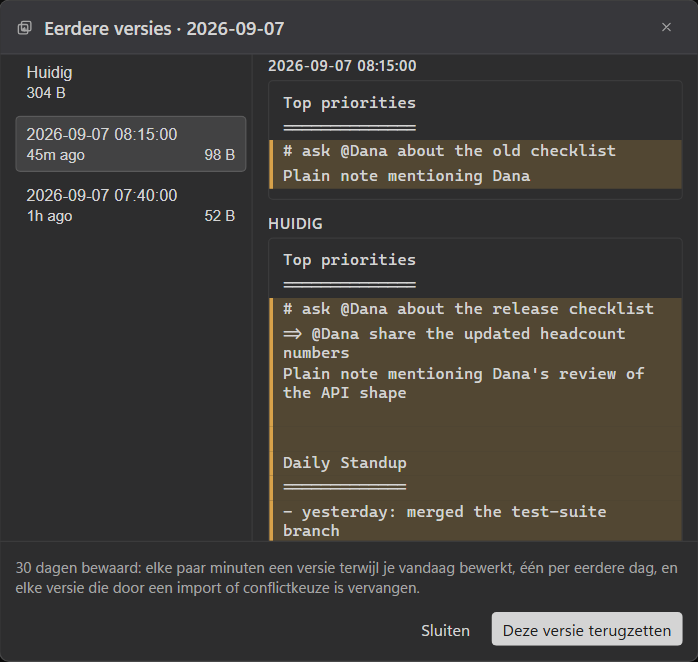 Eerdere versies · 2026-09-07
Huidig
304 B
2026-09-07 08:15:00
45m ago 98 B
2026-09-07 07:40:00
1h ago 52 B
2026-09-07 08:15:00
Top priorities
==============
# ask @Dana about the old checklist
Plain note mentioning Dana
HUIDIG
Top priorities
==============
# ask @Dana about the release checklist
=> @Dana share the updated headcount
numbers
Plain note mentioning Dana's review of
the API shape
Daily Standup
=============
- yesterday: merged the test-suite
branch
30 dagen bewaard: elke paar minuten een versie terwijl je vandaag bewerkt, één per eerdere dag, en
elke versie die door een import of conflictkeuze is vervangen.
Sluiten
Deze versie terugzetten